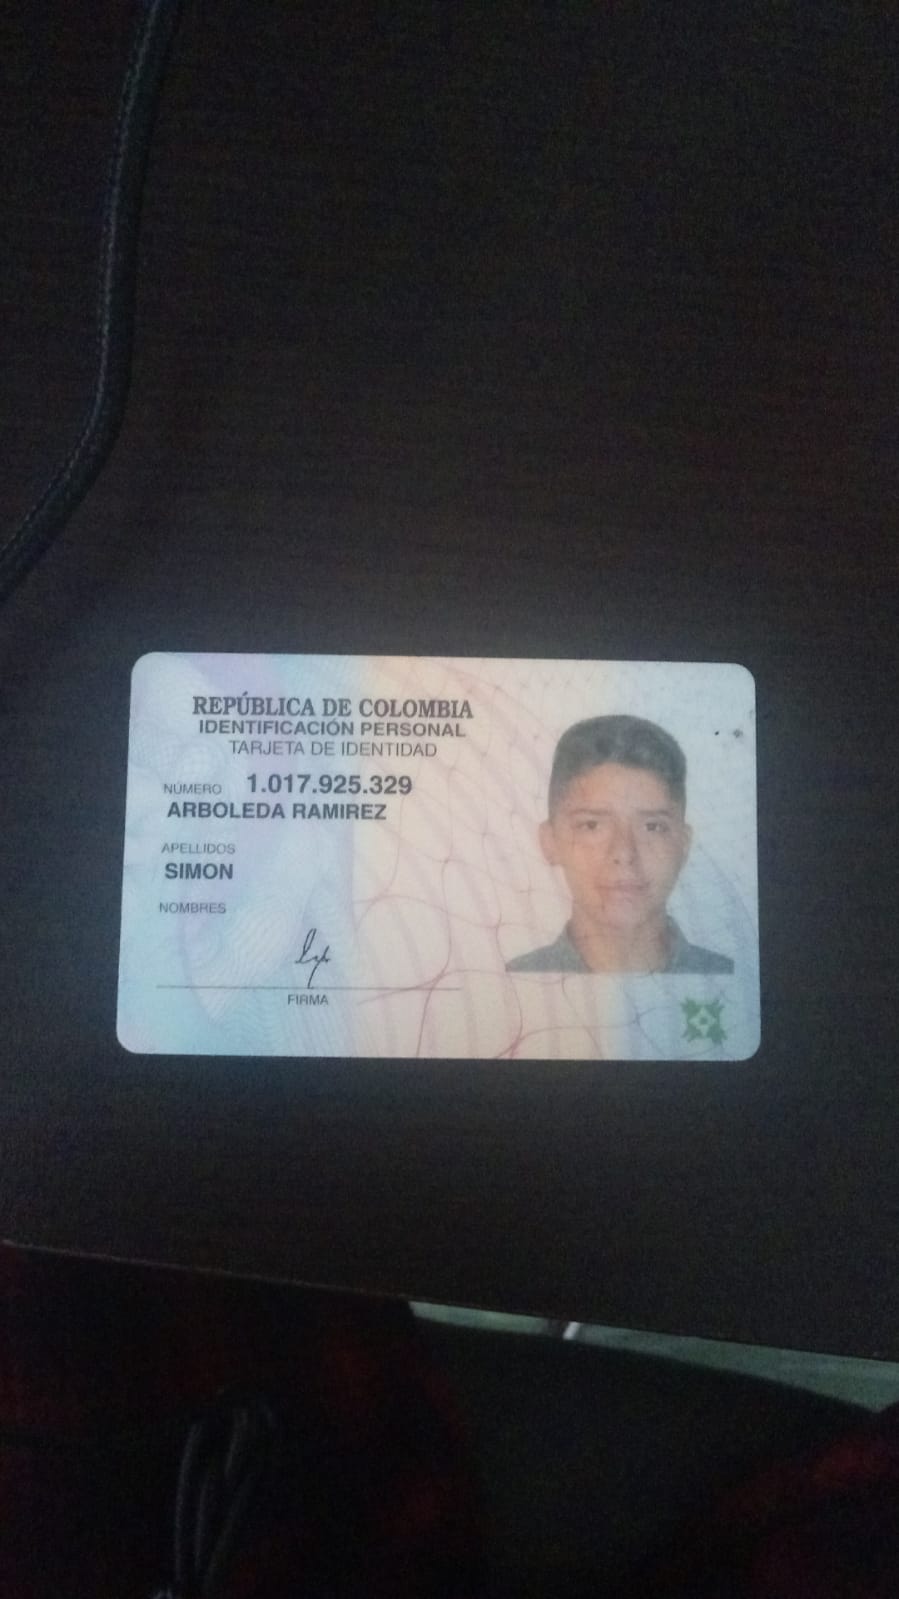 REPÚBLICA DE COLOMBIA
IDENTIFICACIÓN PERSONAL
TARJETA DE IDENTIDAD
NÚMERO 1.017.925.329
ARBOLEDA RAMIREZ
APELLIDOS
SIMON
NOMBRES
FIRMA